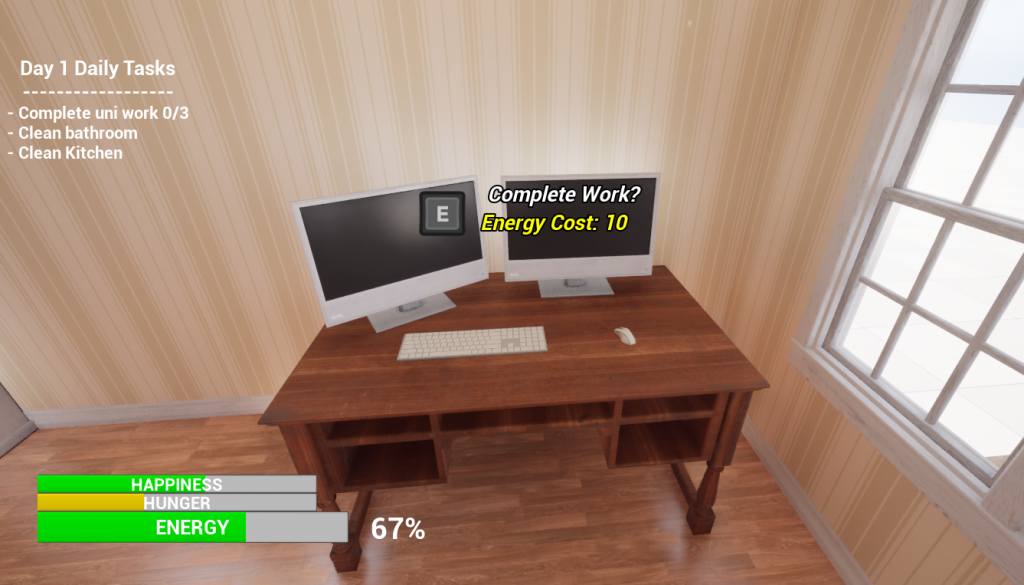 Day 1 Daily Tasks
-------------------
- Complete uni work 0/3
- Clean bathroom
- Clean Kitchen
E
Complete Work?
Energy Cost: 10
HAPPINESS
HUNGER
ENERGY
67%